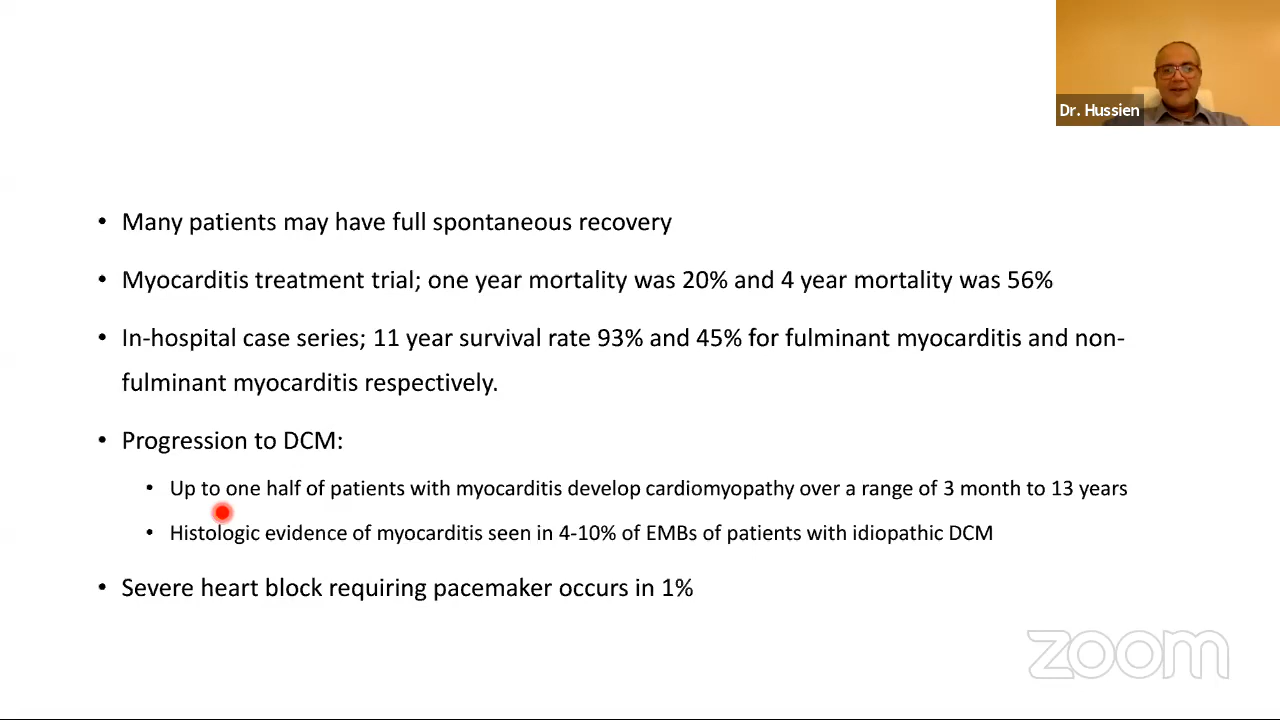 Dr. Hussien
• Many patients may have full spontaneous recovery
• Myocarditis treatment trial; one year mortality was 20% and 4 year mortality was 56%
• In-hospital case series; 11 year survival rate 93% and 45% for fulminant myocarditis and non-
fulminant myocarditis respectively.
• Progression to DCM:
• Up to one half of patients with myocarditis develop cardiomyopathy over a range of 3 month to 13 years
• Histologic evidence of myocarditis seen in 4-10% of EMBs of patients with idiopathic DCM
• Severe heart block requiring pacemaker occurs in 1%
zoom